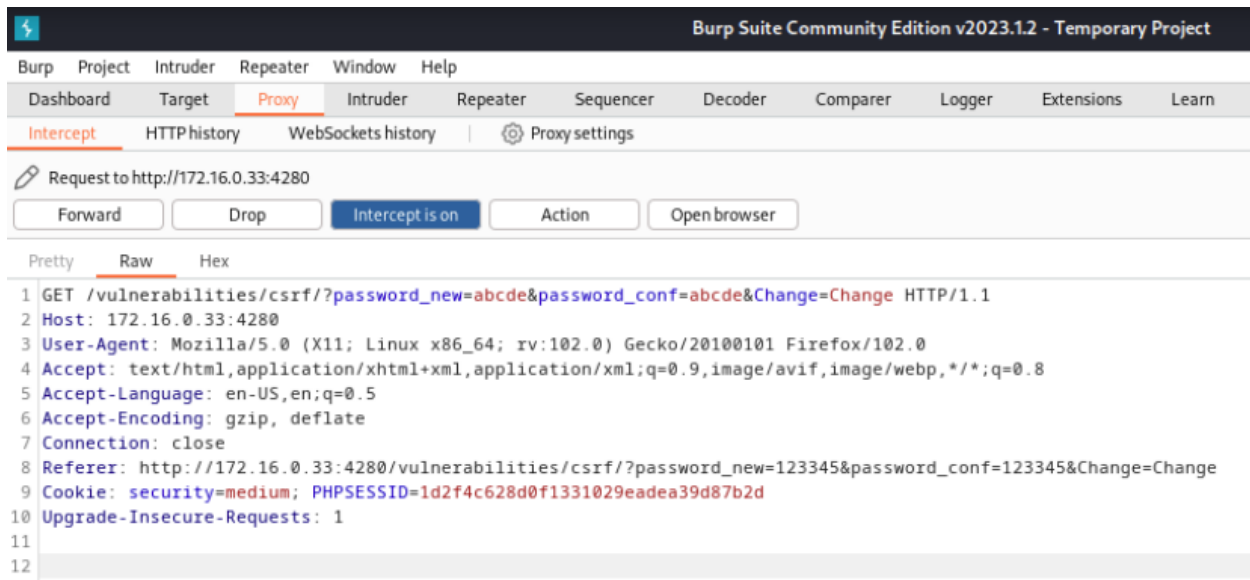 Burp Suite Community Edition v2023.1.2 - Temporary Project
Burp Project Intruder Repeater Window Help
Dashboard Target Proxy Intruder Repeater Sequencer Decoder Comparer Logger Extensions Learn
Intercept HTTP history WebSockets history Proxy settings
Request to http://172.16.0.33:4280
Forward Drop Intercept is on Action Open browser
Pretty Raw Hex
1 GET /vulnerabilities/csrf/?password_new=abcde&password_conf=abcde&Change=Change HTTP/1.1
2 Host: 172.16.0.33:4280
3 User-Agent: Mozilla/5.0 (X11; Linux x86_64; rv:102.0) Gecko/20100101 Firefox/102.0
4 Accept: text/html,application/xhtml+xml,application/xml;q=0.9,image/avif,image/webp,*/*;q=0.8
5 Accept-Language: en-US,en;q=0.5
6 Accept-Encoding: gzip, deflate
7 Connection: close
8 Referer: http://172.16.0.33:4280/vulnerabilities/csrf/?password_new=123345&password_conf=123345&Change=Change
9 Cookie: security=medium; PHPSESSID=1d2f4c628d0f1331029eadea39d87b2d
10 Upgrade-Insecure-Requests: 1
11
12